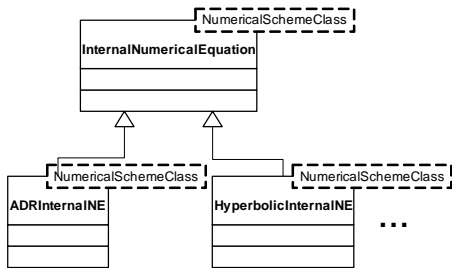 NumericalSchemeClass
InternalNumericalEquation
NumericalSchemeClass
NumericalSchemeClass
ADRInternalNE
HyperbolicInternalNE
...